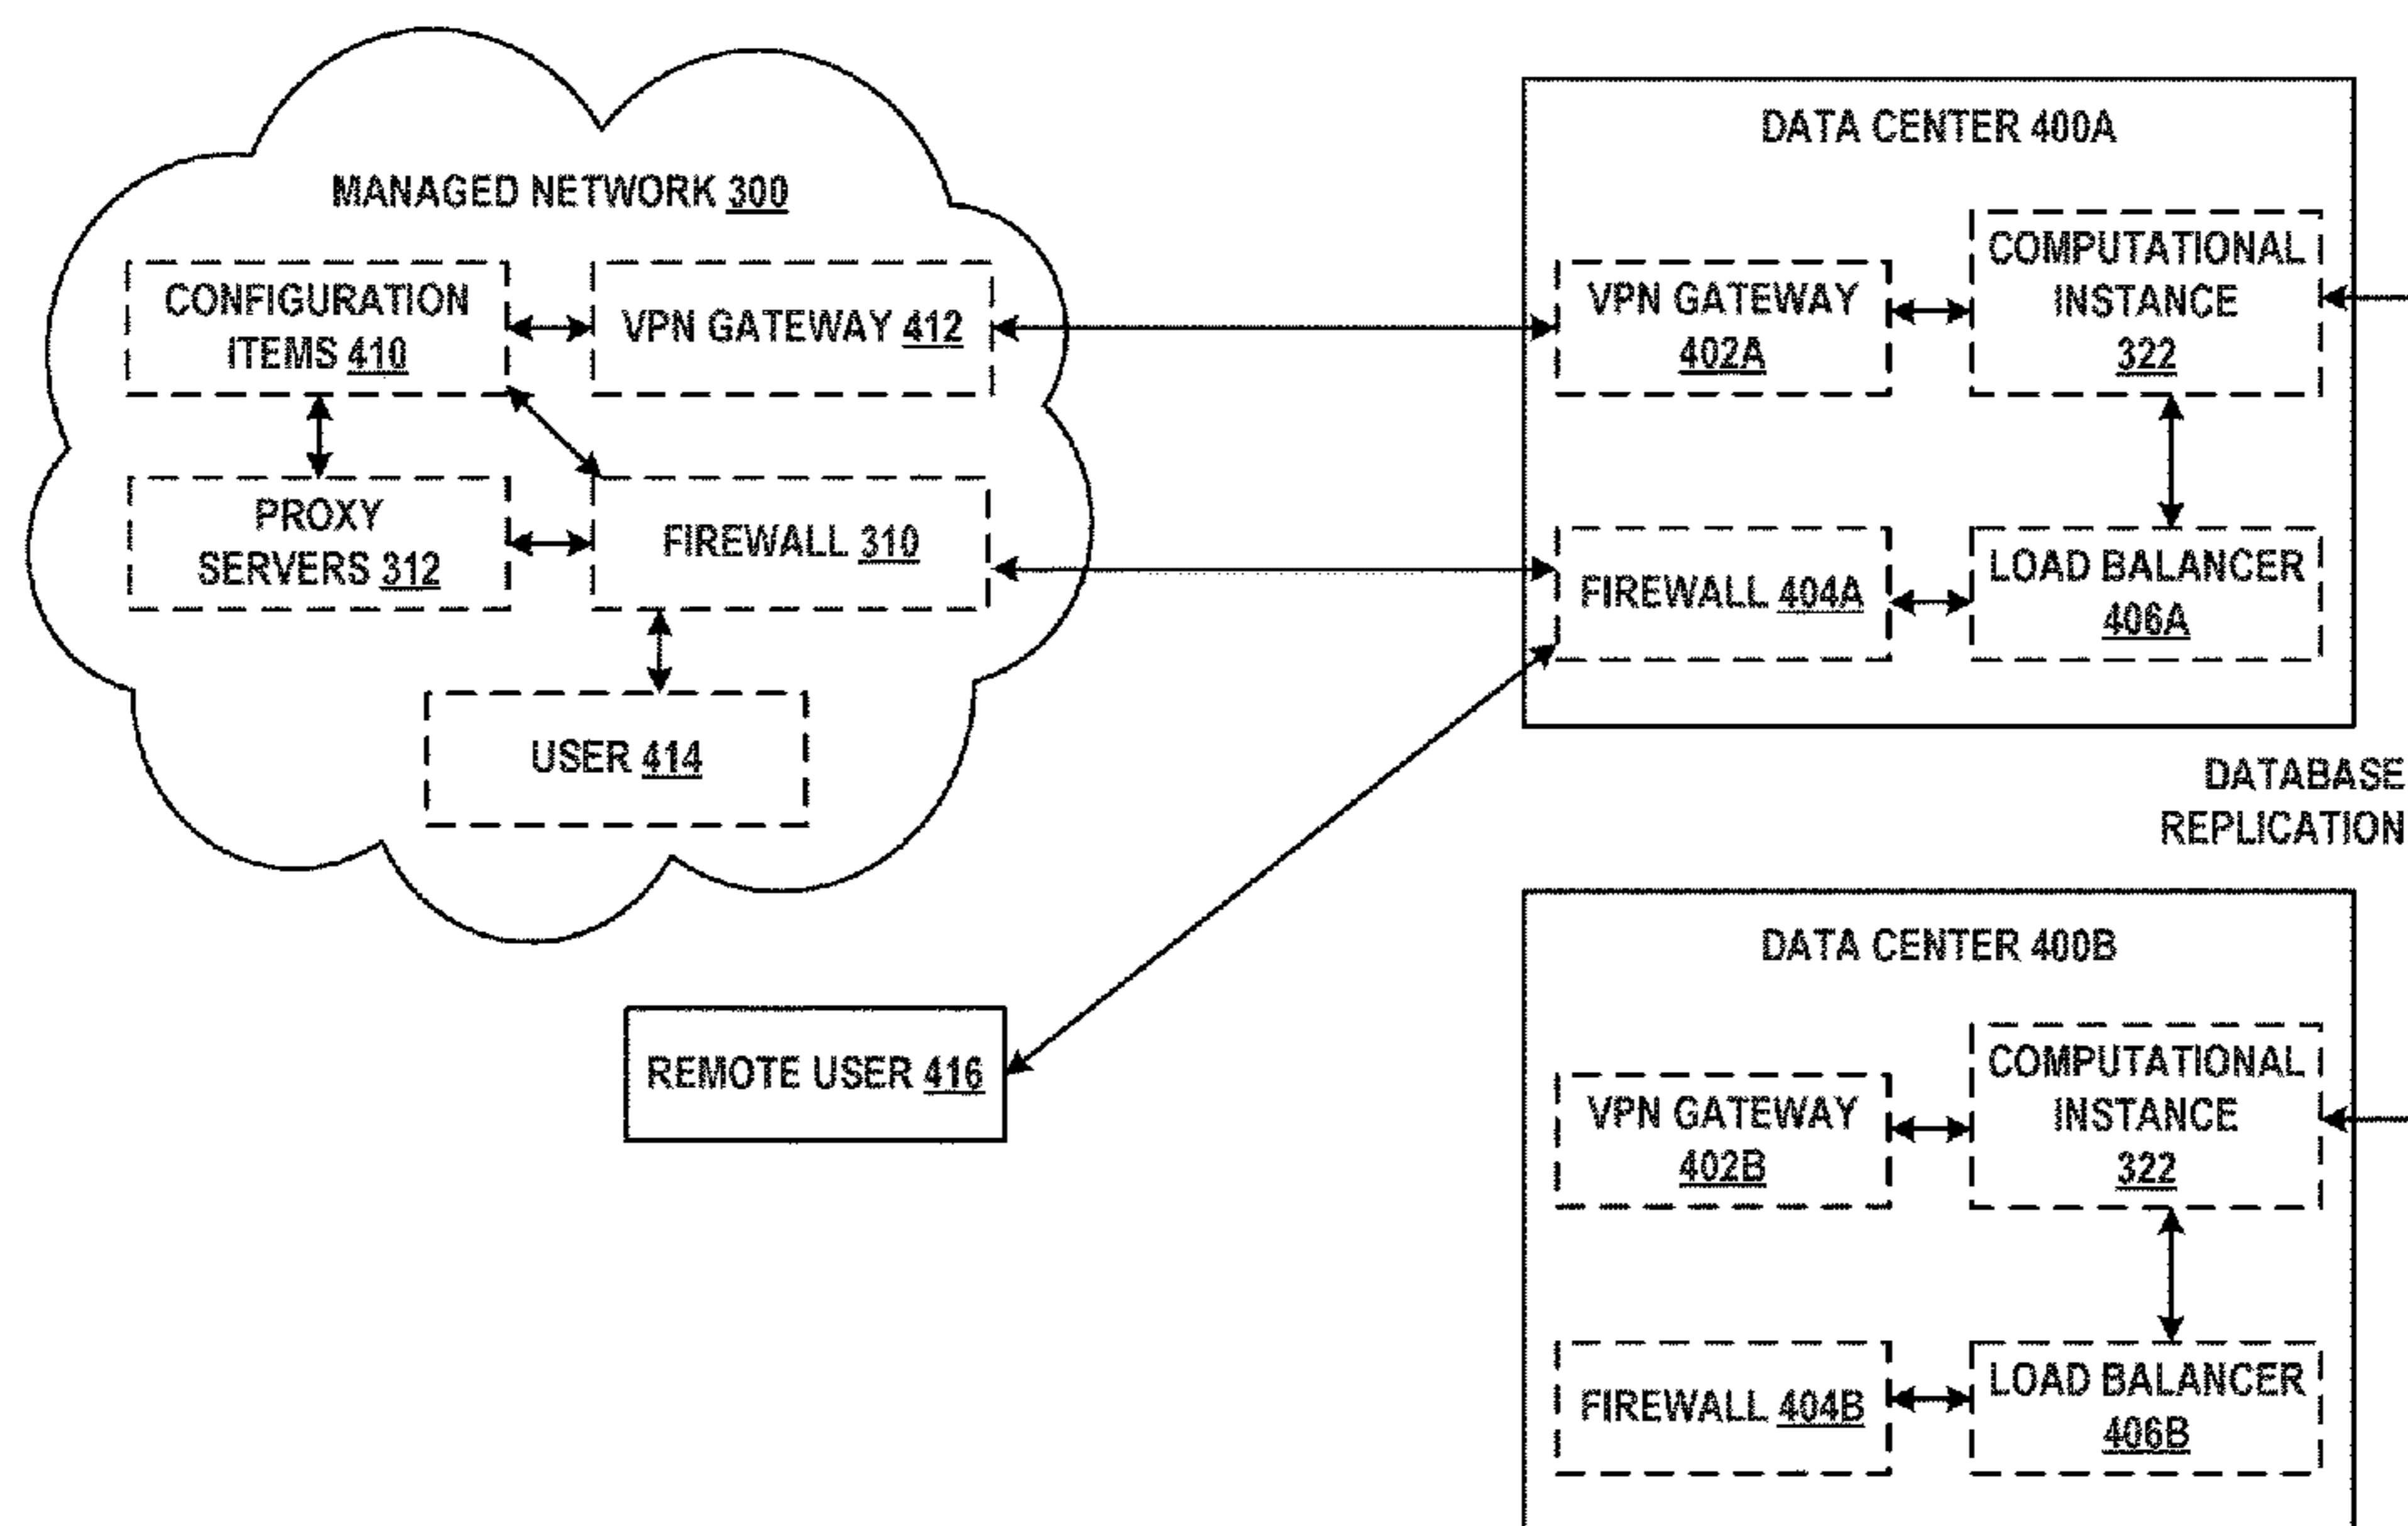 MANAGED NETWORK 300
CONFIGURATION
ITEMS 410
VPN GATEWAY 412
PROXY
SERVERS 312
FIREWALL 310
USER 414
REMOTE USER 416
DATA CENTER 400A
VPN GATEWAY
402A
COMPUTATIONAL
INSTANCE
322
FIREWALL 404A
LOAD BALANCER
406A
DATABASE
REPLICATION
DATA CENTER 400B
VPN GATEWAY
402B
COMPUTATIONAL
INSTANCE
322
FIREWALL 404B
LOAD BALANCER
406B